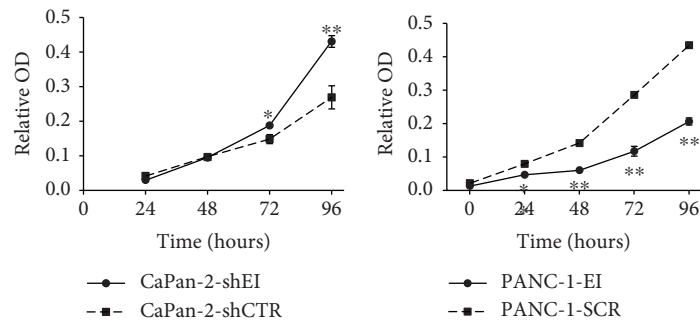 0.5
0.4
0.3
0.2
0.1
0.0
Relative OD
*
**
0 24 48 72 96
Time (hours)
CaPan-2-shEI
CaPan-2-shCTR
0.5
0.4
0.3
0.2
0.1
0.0
Relative OD
*
*
**
**
**
0 24 48 72 96
Time (hours)
PANC-1-EI
PANC-1-SCR